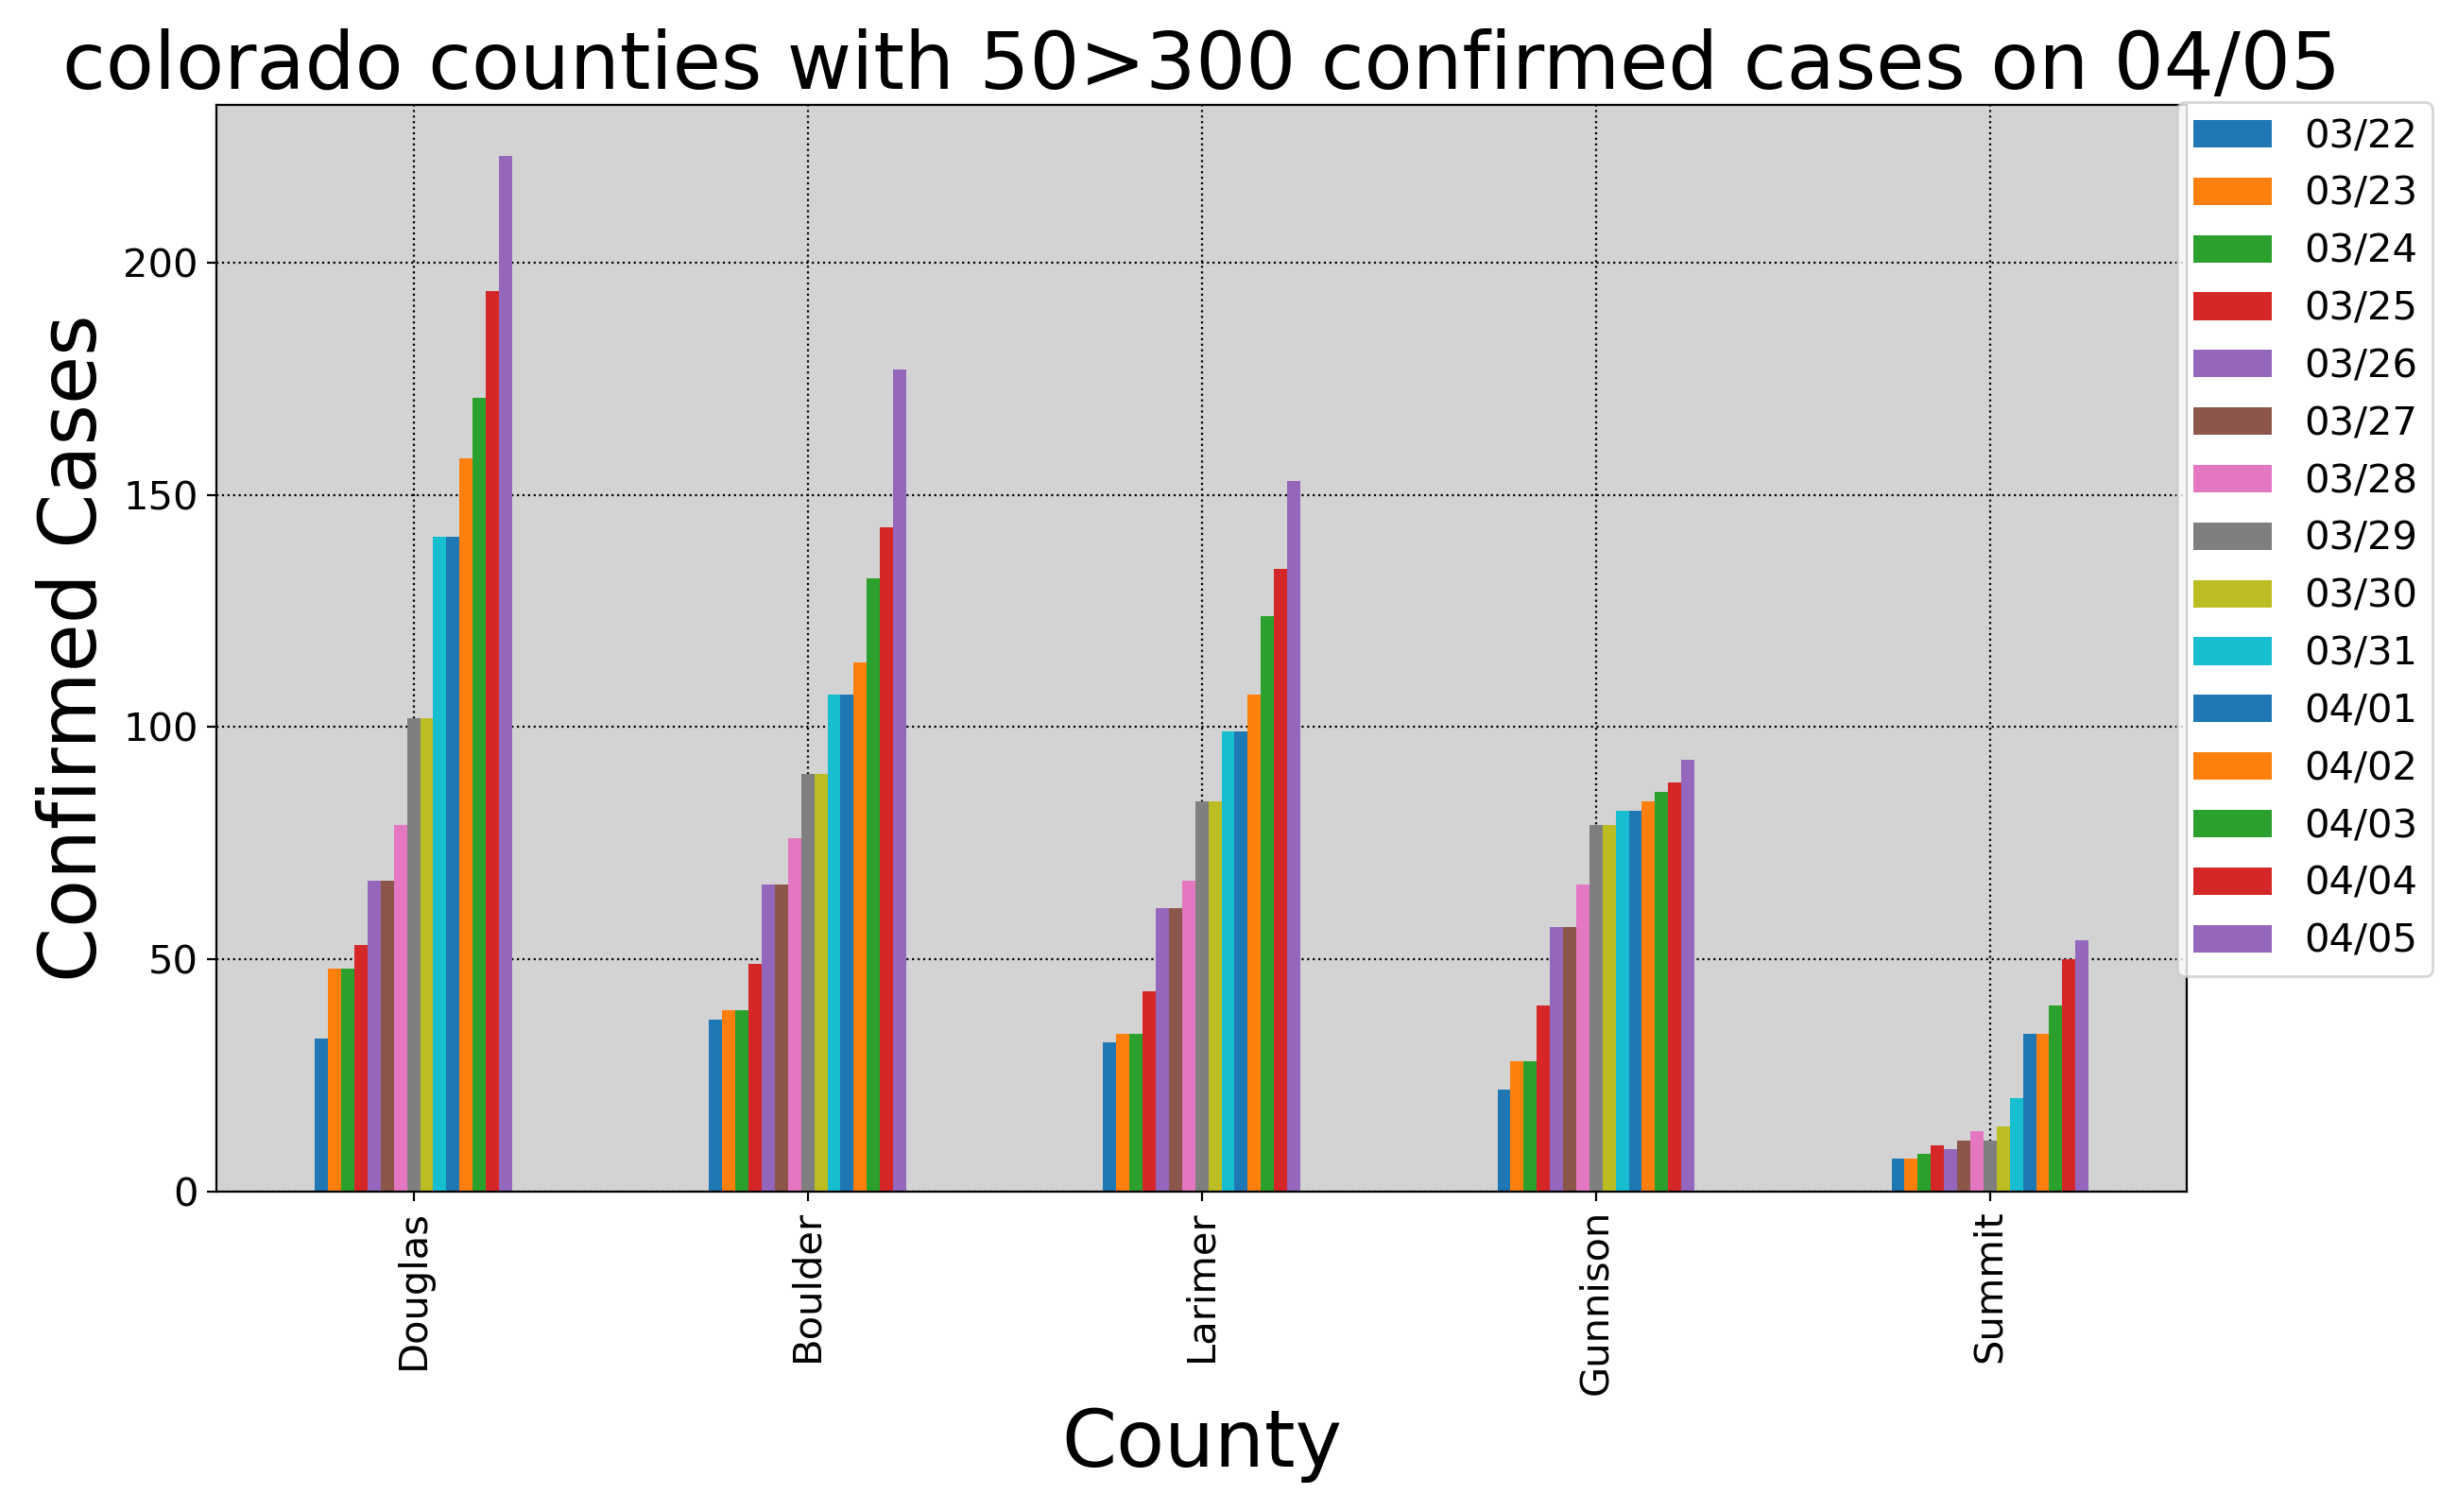 colorado counties with 50>300 confirmed cases on 04/05
Confirmed Cases
200
150
100
50
0
Douglas
Boulder
Larimer
Gunnison
Summit
County
03/22
03/23
03/24
03/25
03/26
03/27
03/28
03/29
03/30
03/31
04/01
04/02
04/03
04/04
04/05